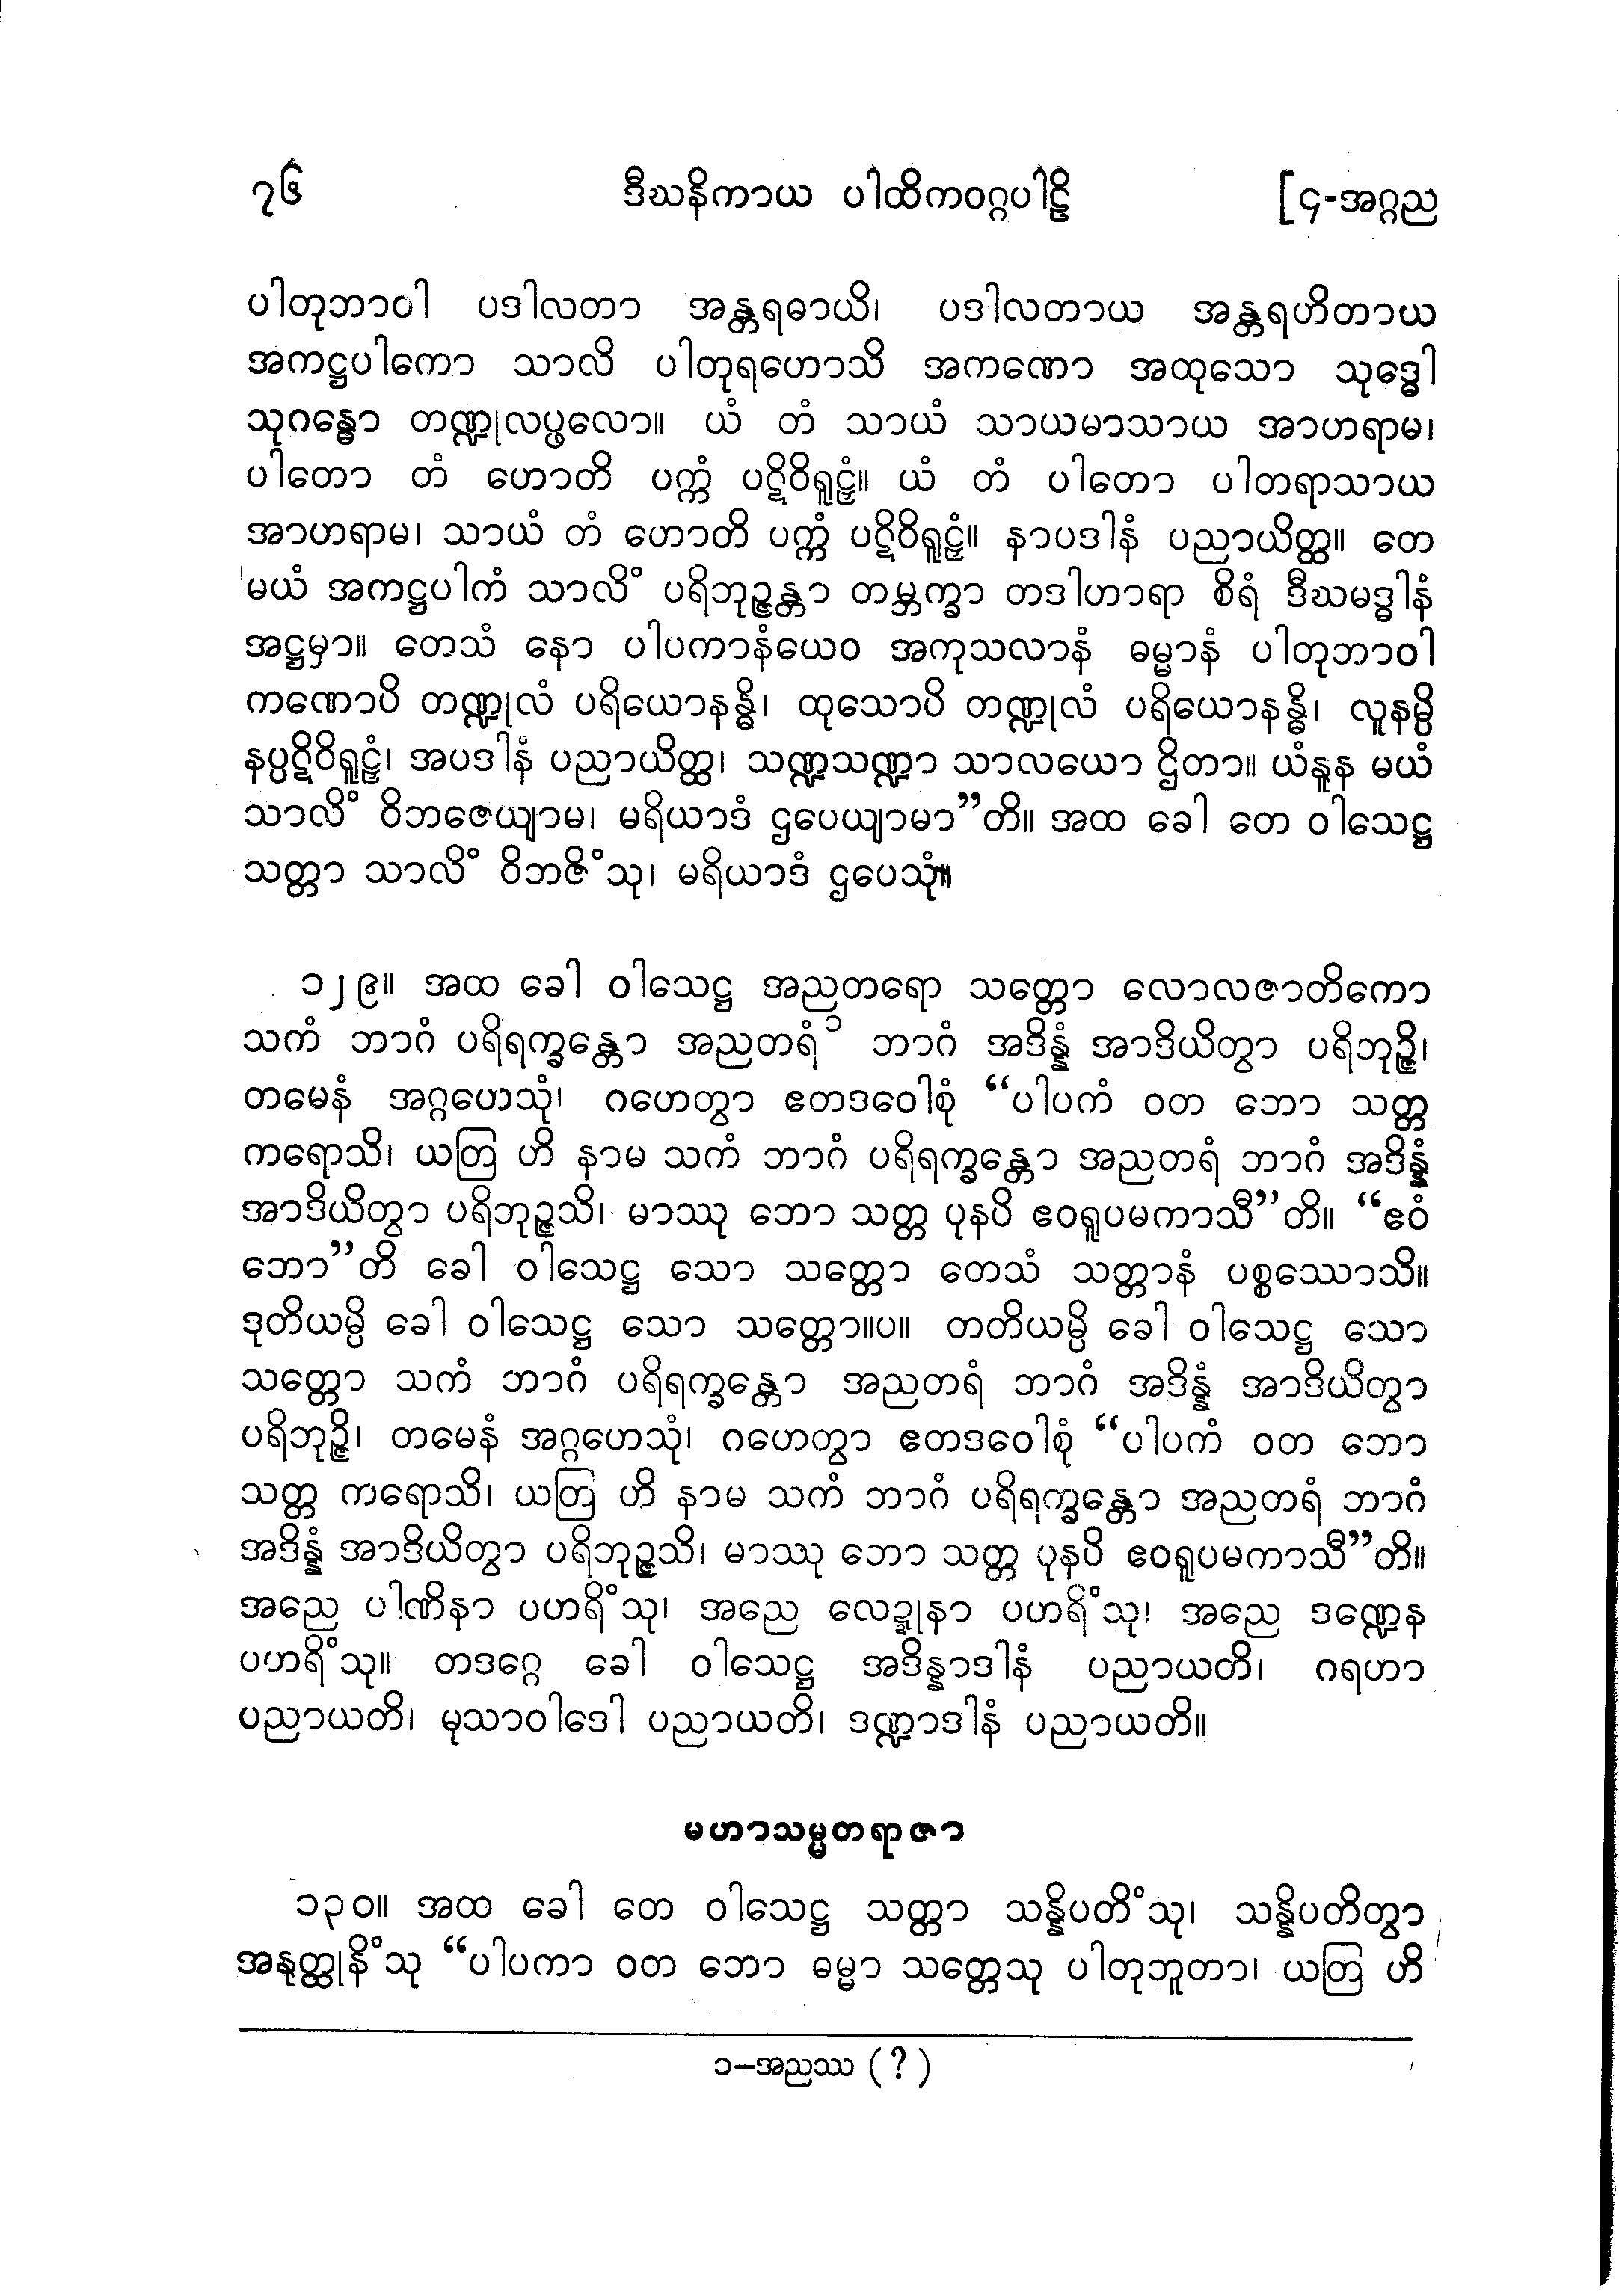 ၇၆ ဒီဃနိကာယ ပါထိကဝဂ္ဂပါဠိ [၄-အဂ္ဂည
ပါတုဘာဝါ ပဒါလတာ အန္တရဓာယိ၊ ပဒါလတာယ အန္တရဟိတာယ
အကဋ္ဌပါကော သာလိ ပါတုရဟောသိ အကဏော အထုသော သုဒ္ဓေါ
သုဂန္ဓော တဏ္ဍုလပ္ဖလော။ ယံ တံ သာယံ သာယမာသာယ အာဟရာမ၊
ပါတော တံ ဟောတိ ပက္ကံ ပဋိဝိရူဠှံ။ ယံ တံ ပါတော ပါတရာသာယ
အာဟရာမ၊ သာယံ တံ ဟောတိ ပက္ကံ ပဋိဝိရူဠှံ။ နာပဒါနံ ပညာယိတ္ထ။ တေ
မယံ အကဋ္ဌပါကံ သာလိံ ပရိဘုဉ္ဇန္တာ တမ္ဘက္ခာ တဒါဟာရာ စိရံ ဒီဃမဒ္ဓါနံ
အဋ္ဌမှာ။ တေသံ နော ပါပကာနံယေဝ အကုသလာနံ ဓမ္မာနံ ပါတုဘာဝါ
ကဏောပိ တဏ္ဍုလံ ပရိယောနန္ဓိ၊ ထုသောပိ တဏ္ဍုလံ ပရိယောနန္ဓိ၊ လူနမ္ပိ
နပ္ပဋိဝိရူဠှံ၊ အပဒါနံ ပညာယိတ္ထ၊ သဏ္ဍသဏ္ဍာ သာလယော ဌိတာ။ ယံနူန မယံ
သာလိံ ဝိဘဇေယျာမ၊ မရိယာဒံ ဌပေယျာမာ”တိ။ အထ ခေါ တေ ဝါသေဋ္ဌ
သတ္တာ သာလိံ ဝိဘဇိံသု၊ မရိယာဒံ ဌပေသုံ။
၁၂၉။ အထ ခေါ ဝါသေဋ္ဌ အညတရော သတ္တော လောလဇာတိကော
သကံ ဘာဂံ ပရိရက္ခန္တော အညတရံ၁ ဘာဂံ အဒိန္နံ အာဒိယိတွာ ပရိဘုဉ္ဇိ၊
တမေနံ အဂ္ဂဟေသုံ၊ ဂဟေတွာ ဧတဒဝေါစုံ “ပါပကံ ဝတ ဘော သတ္တ
ကရောသိ၊ ယတြ ဟိ နာမ သကံ ဘာဂံ ပရိရက္ခန္တော အညတရံ ဘာဂံ အဒိန္နံ
အာဒိယိတွာ ပရိဘုဉ္ဇသိ၊ မာဿု ဘော သတ္တ ပုနပိ ဧဝရူပမကာသီ”တိ။ “ဧဝံ
ဘော”တိ ခေါ ဝါသေဋ္ဌ သော သတ္တော တေသံ သတ္တာနံ ပစ္စဿောသိ။
ဒုတိယမ္ပိ ခေါ ဝါသေဋ္ဌ သော သတ္တော။ပ။ တတိယမ္ပိ ခေါ ဝါသေဋ္ဌ သော
သတ္တော သကံ ဘာဂံ ပရိရက္ခန္တော အညတရံ ဘာဂံ အဒိန္နံ အာဒိယိတွာ
ပရိဘုဉ္ဇိ၊ တမေနံ အဂ္ဂဟေသုံ၊ ဂဟေတွာ ဧတဒဝေါစုံ “ပါပကံ ဝတ ဘော
သတ္တ ကရောသိ၊ ယတြ ဟိ နာမ သကံ ဘာဂံ ပရိရက္ခန္တော အညတရံ ဘာဂံ
အဒိန္နံ အာဒိယိတွာ ပရိဘုဉ္ဇသိ၊ မာဿု ဘော သတ္တ ပုနပိ ဧဝရူပမကာသီ”တိ။
အညေ ပါဏိနာ ပဟရိံသု၊ အညေ လေဍ္ဍုနာ ပဟရိံသု၊ အညေ ဒဏ္ဍေန
ပဟရိံသု။ တဒဂ္ဂေ ခေါ ဝါသေဋ္ဌ အဒိန္နာဒါနံ ပညာယတိ၊ ဂရဟာ
ပညာယတိ၊ မုသာဝါဒေါ ပညာယတိ၊ ဒဏ္ဍာဒါနံ ပညာယတိ။
မဟာသမ္မတရာဇာ
၁၃၀။ အထ ခေါ တေ ဝါသေဋ္ဌ သတ္တာ သန္နိပတိံသု၊ သန္နိပတိတွာ
အနုတ္ထုနိံသု “ပါပကာ ဝတ ဘော ဓမ္မာ သတ္တေသု ပါတုဘူတာ၊ ယတြ ဟိ
၁–အညဿ (?)